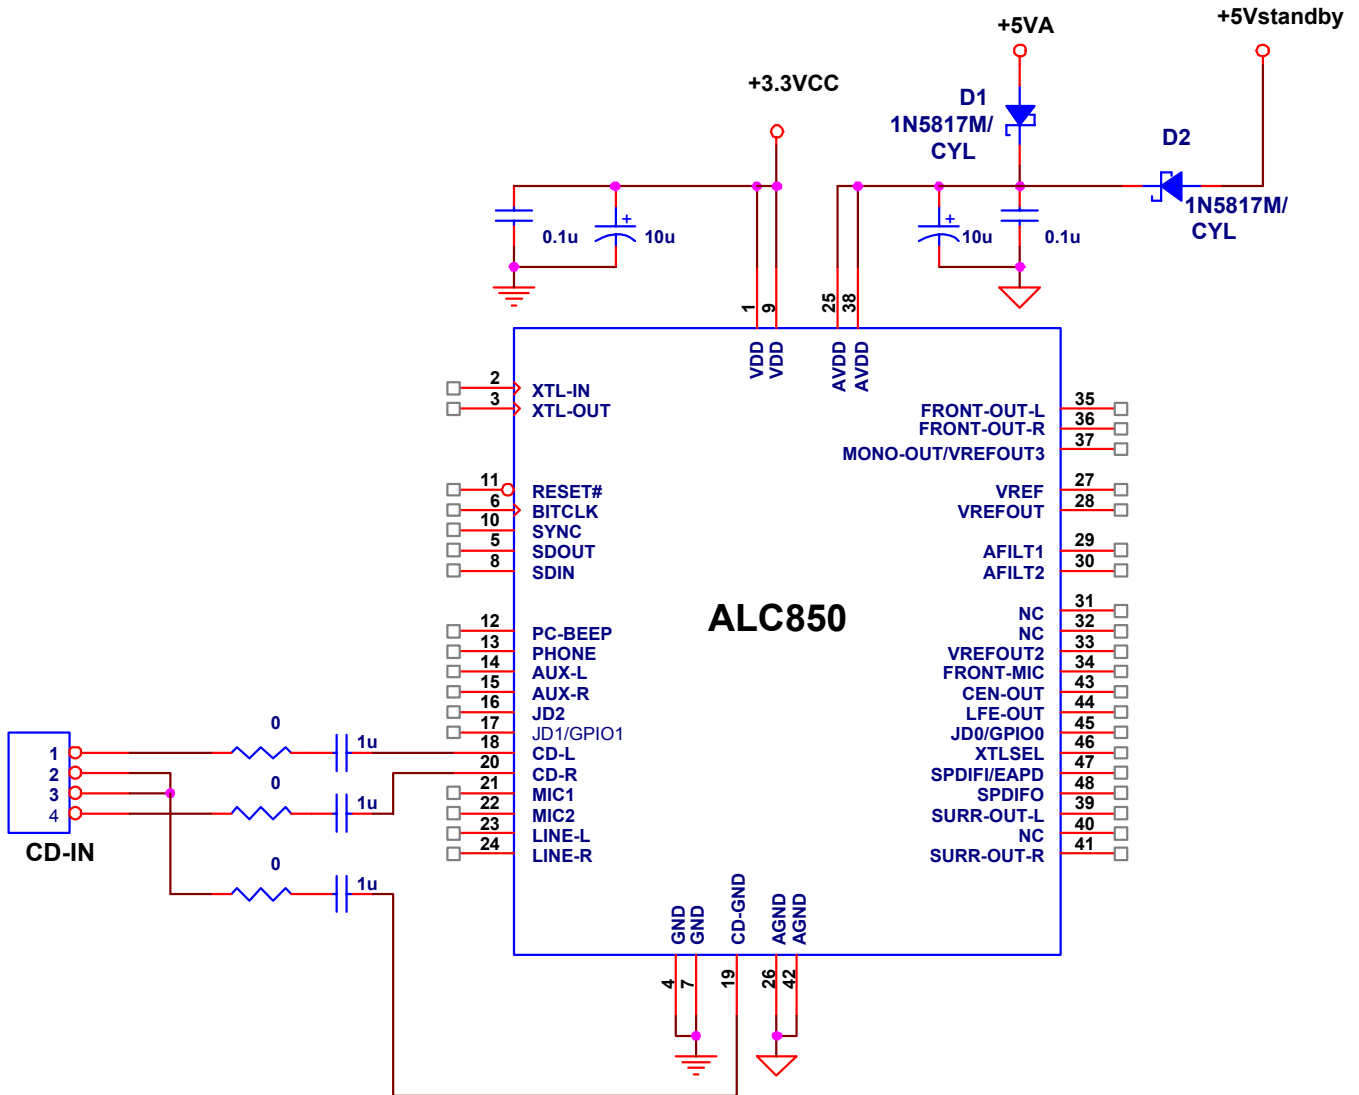 +5Vstandby
+5VA
+3.3VCC
D1
1N5817M/
CYL
D2
1N5817M/
CYL
0.1u
10u
10u
0.1u
1
9
25
38
VDD
VDD
AVDD
AVDD
2 XTL-IN
3 XTL-OUT
11 RESET#
6 BITCLK
10 SYNC
5 SDOUT
8 SDIN
12 PC-BEEP
13 PHONE
14 AUX-L
15 AUX-R
16 JD2
17 JD1/GPIO1
18 CD-L
20 CD-R
21 MIC1
22 MIC2
23 LINE-L
24 LINE-R
ALC850
FRONT-OUT-L 35
FRONT-OUT-R 36
MONO-OUT/VREFOUT3 37
VREF 27
VREFOUT 28
AFILT1 29
AFILT2 30
NC 31
NC 32
VREFOUT2 33
FRONT-MIC 34
CEN-OUT 43
LFE-OUT 44
JD0/GPIO0 45
XTLSEL 46
SPDIFI/EAPD 47
SPDIFO 48
SURR-OUT-L 39
NC 40
SURR-OUT-R 41
0
1u
0
1u
0
1u
1
2
3
4
CD-IN
GND
GND
CD-GND
AGND
AGND
4
7
19
26
42